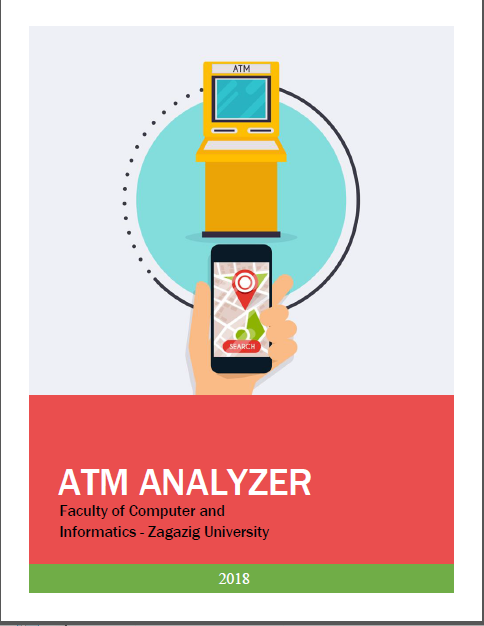 ATM
SEARCH
ATM ANALYZER
Faculty of Computer and
Informatics - Zagazig University
2018